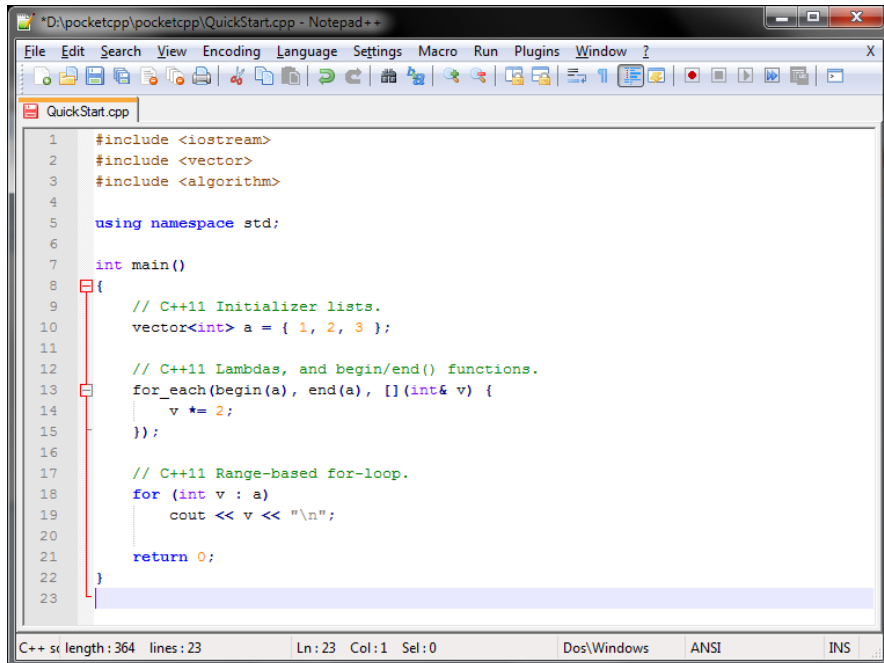 *D:\pocketcpp\pocketcpp\QuickStart.cpp - Notepad++
File Edit Search View Encoding Language Settings Macro Run Plugins Window ? X
QuickStart.cpp
1 #include <iostream>
2 #include <vector>
3 #include <algorithm>
4
5 using namespace std;
6
7 int main()
8 {
9     // C++11 Initializer lists.
10     vector<int> a = { 1, 2, 3 };
11
12     // C++11 Lambdas, and begin/end() functions.
13     for_each(begin(a), end(a), [](int& v) {
14         v *= 2;
15     });
16
17     // C++11 Range-based for-loop.
18     for (int v : a)
19         cout << v << "\n";
20
21     return 0;
22 }
23
C++ sc length : 364 lines : 23 Ln : 23 Col : 1 Sel : 0 Dos\Windows ANSI INS